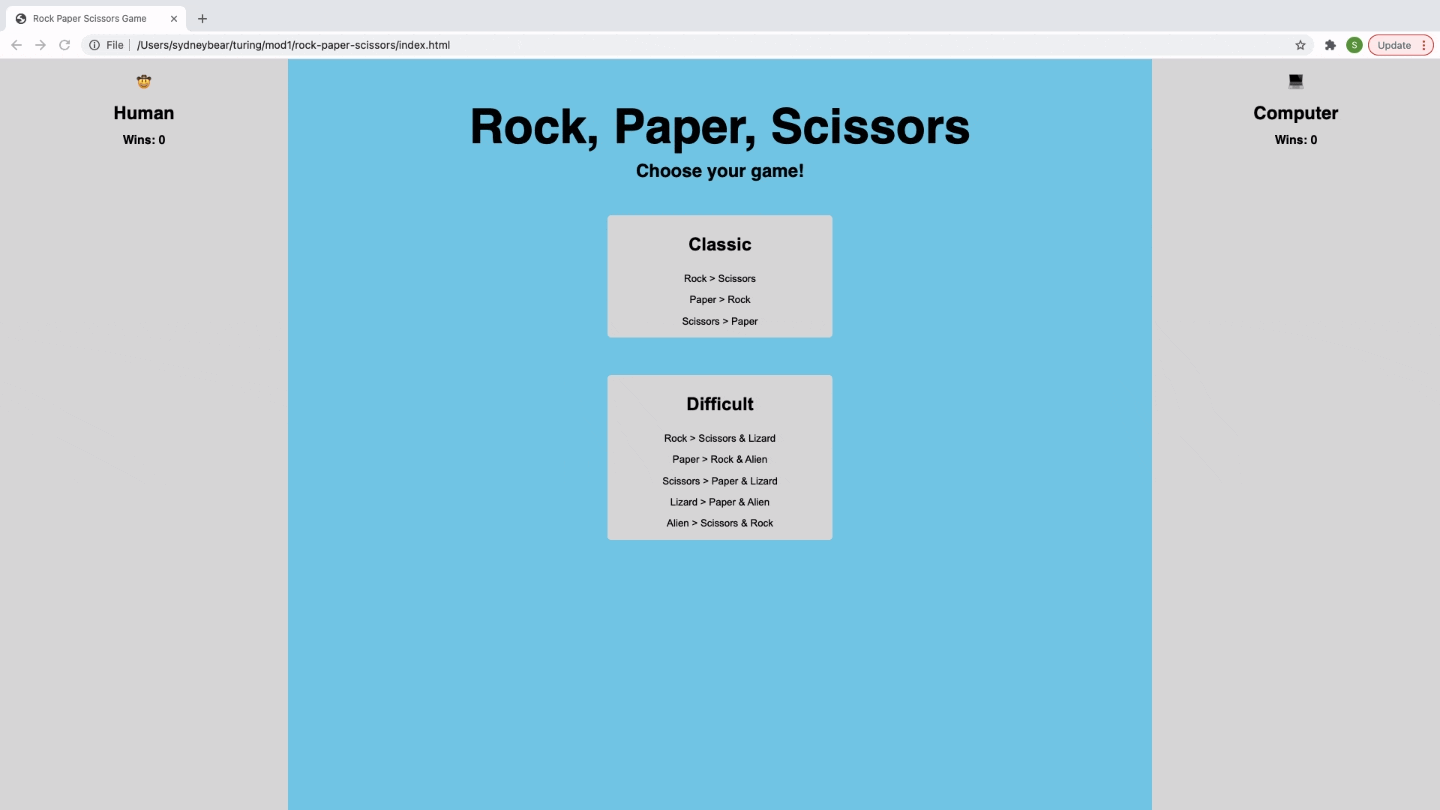 Rock Paper Scissors Game
File
/Users/sydneybear/turing/mod1/rock-paper-scissors/index.html
S
Update
Human
Wins: 0
Rock, Paper, Scissors
Choose your game!
Classic
Rock > Scissors
Paper > Rock
Scissors > Paper
Difficult
Rock > Scissors & Lizard
Paper > Rock & Alien
Scissors > Paper & Lizard
Lizard > Paper & Alien
Alien > Scissors & Rock
Computer
Wins: 0